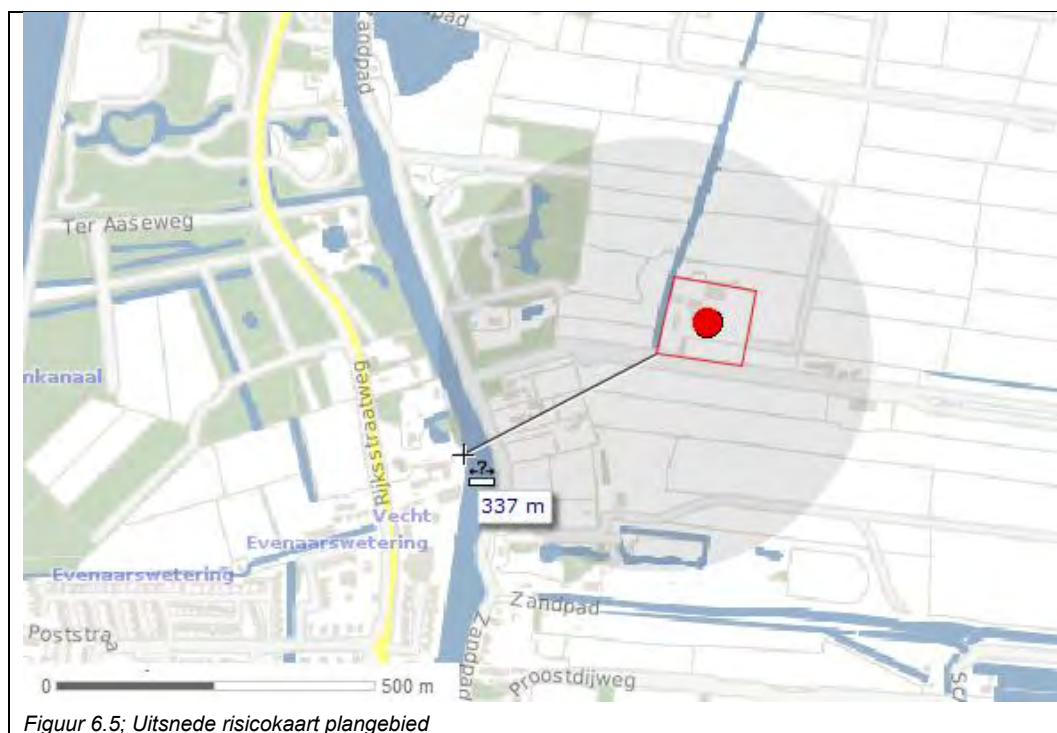 Zandpad
Ter Aaseweg
nkanaal
Rijksstraatweg
?
337 m
Vecht
Evenaarswetering
Evenaarswetering
Poststraa
Zandpad
Zandpad
Proostdijweg
0 500 m
Figuur 6.5; Uitsnede risicokaart plangebied